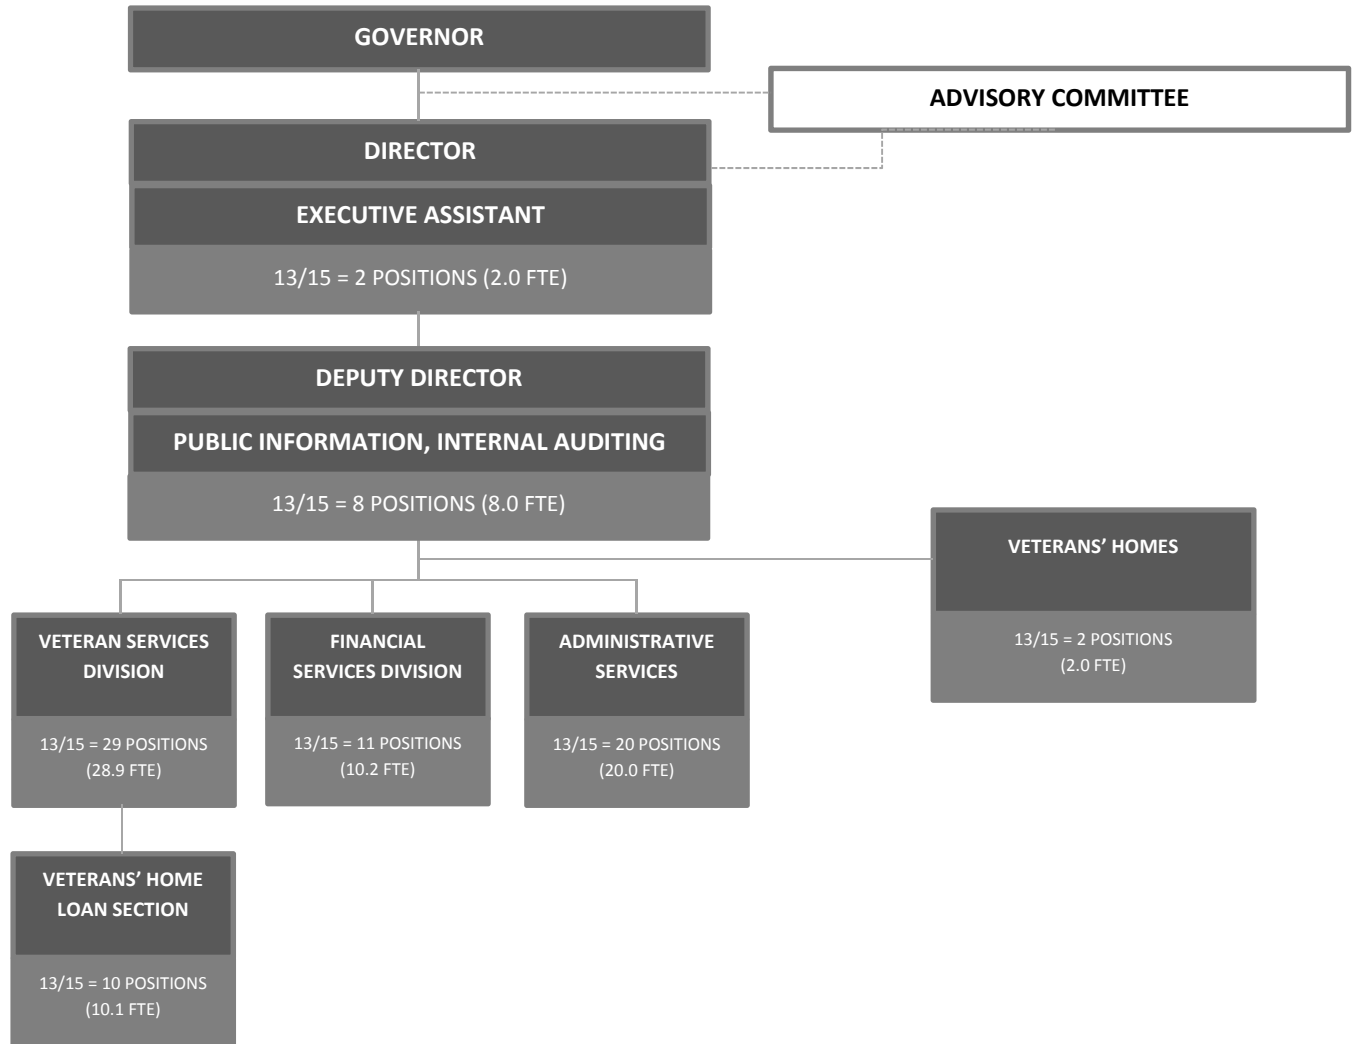 GOVERNOR
ADVISORY COMMITTEE
DIRECTOR
EXECUTIVE ASSISTANT
13/15 = 2 POSITIONS (2.0 FTE)
DEPUTY DIRECTOR
PUBLIC INFORMATION, INTERNAL AUDITING
13/15 = 8 POSITIONS (8.0 FTE)
VETERANS’ HOMES
13/15 = 2 POSITIONS
(2.0 FTE)
VETERAN SERVICES
DIVISION
13/15 = 29 POSITIONS
(28.9 FTE)
FINANCIAL
SERVICES DIVISION
13/15 = 11 POSITIONS
(10.2 FTE)
ADMINISTRATIVE
SERVICES
13/15 = 20 POSITIONS
(20.0 FTE)
VETERANS’ HOME
LOAN SECTION
13/15 = 10 POSITIONS
(10.1 FTE)